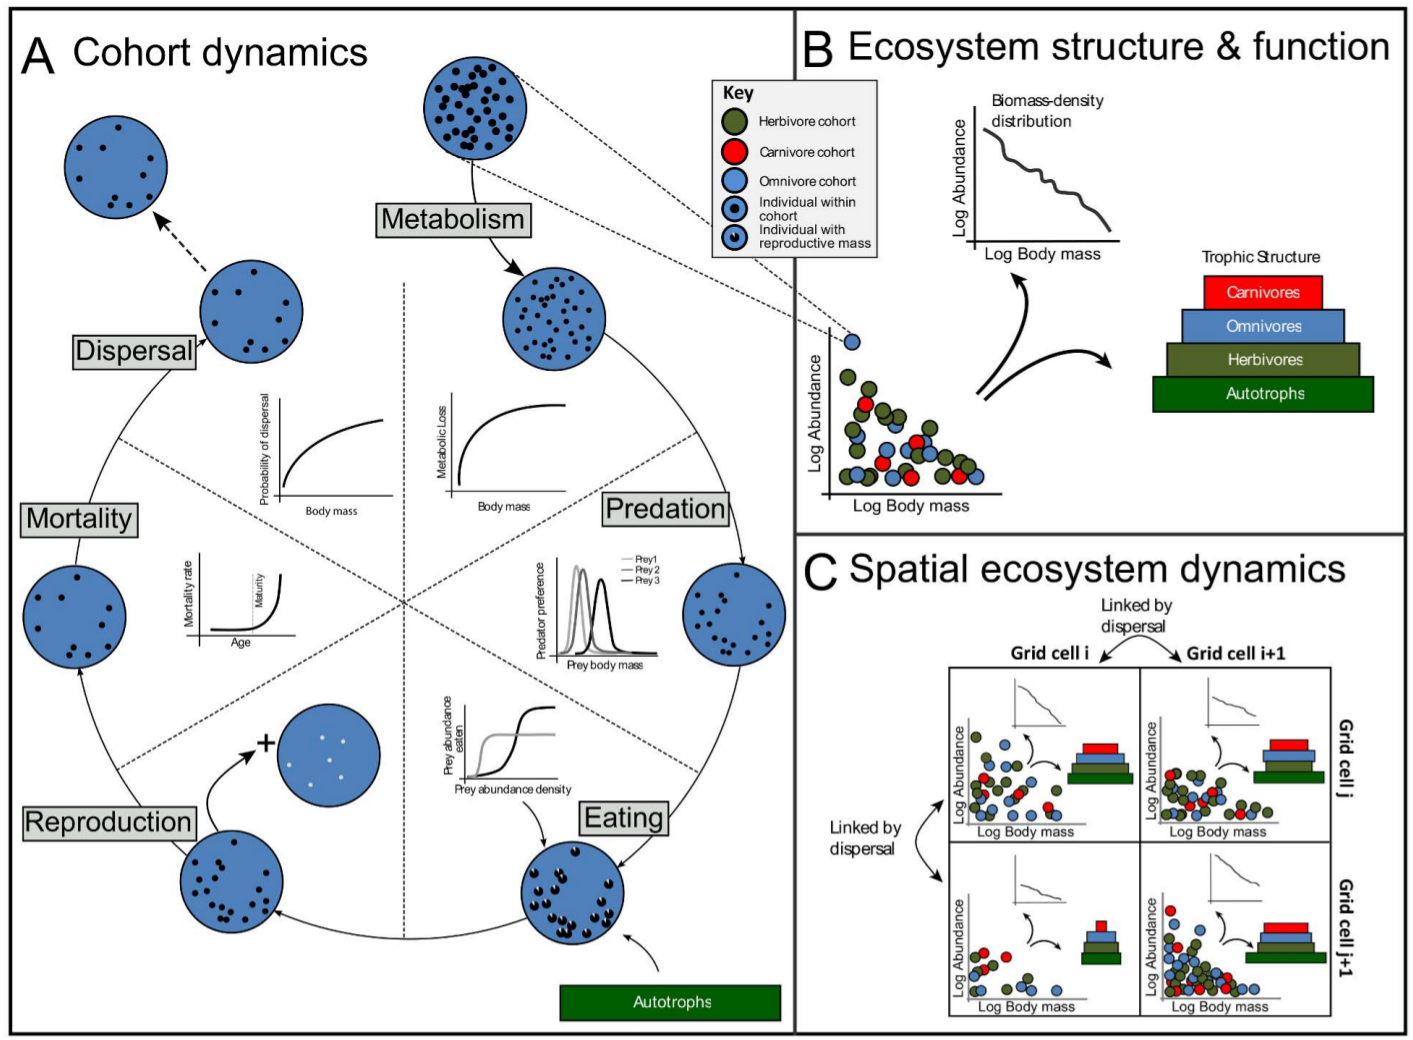 A Cohort dynamics
Metabolism
Dispersal
Probability of dispersal
Body mass
Metabolic Loss
Body mass
Mortality
Predation
Mortality rate
Maturity
Age
Predator preference
Prey1
Prey 2
Prey 3
Prey body mass
Prey abundance
eaten
Prey abundance density
Reproduction
+
Eating
Autotrophs
Key
Herbivore cohort
Carnivore cohort
Omnivore cohort
Individual within
cohort
Individual with
reproductive mass
B Ecosystem structure & function
Biomass-density
distribution
Log Abundance
Log Body mass
Trophic Structure
Carnivores
Omnivores
Herbivores
Autotrophs
Log Abundance
Log Body mass
C Spatial ecosystem dynamics
Linked by
dispersal
Grid cell i
Grid cell i+1
Grid cell j
Log Abundance
Log Body mass
Log Abundance
Log Body mass
Linked by
dispersal
Grid cell j+1
Log Abundance
Log Body mass
Log Abundance
Log Body mass